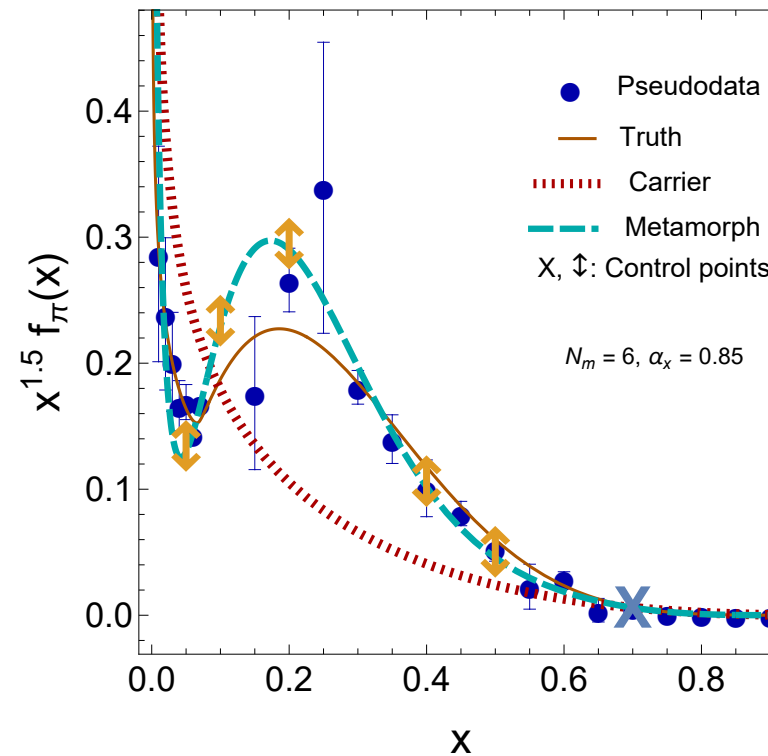 Pseudodata
Truth
Carrier
Metamorph
X, ↕: Control points
N_m = 6, α_x = 0.85
x^1.5 f_π(x)
0.4
0.3
0.2
0.1
0.0
X
0.0 0.2 0.4 0.6 0.8
x